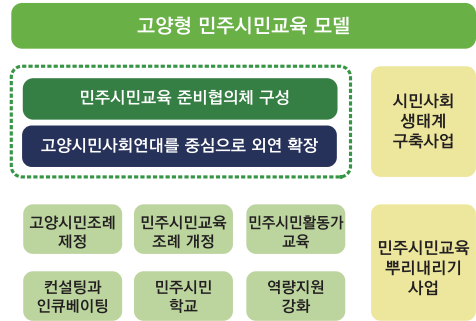 고양형 민주시민교육 모델
민주시민교육 준비협의체 구성
고양시민사회연대를 중심으로 외연 확장
시민사회
생태계
구축사업
고양시민조례
제정
민주시민교육
조례 개정
민주시민활동가
교육
컨설팅과
인큐베이팅
민주시민
학교
역량지원
강화
민주시민교육
뿌리내리기
사업